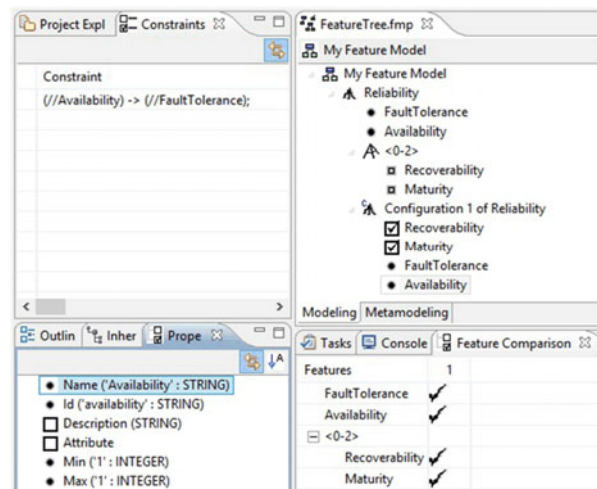 Project Expl
Constraints
Constraint
(//Availability) -> (//FaultTolerance);
FeatureTree.fmp
My Feature Model
My Feature Model
Reliability
FaultTolerance
Availability
<0-2>
Recoverability
Maturity
Configuration 1 of Reliability
Recoverability
Maturity
FaultTolerance
Availability
Modeling Metamodeling
Outlin Inher Prope
Name ('Availability' : STRING)
Id ('availability' : STRING)
Description (STRING)
Attribute
Min ('1' : INTEGER)
Max ('1' : INTEGER)
Tasks Console Feature Comparison
Features 1
FaultTolerance
Availability
<0-2>
Recoverability
Maturity